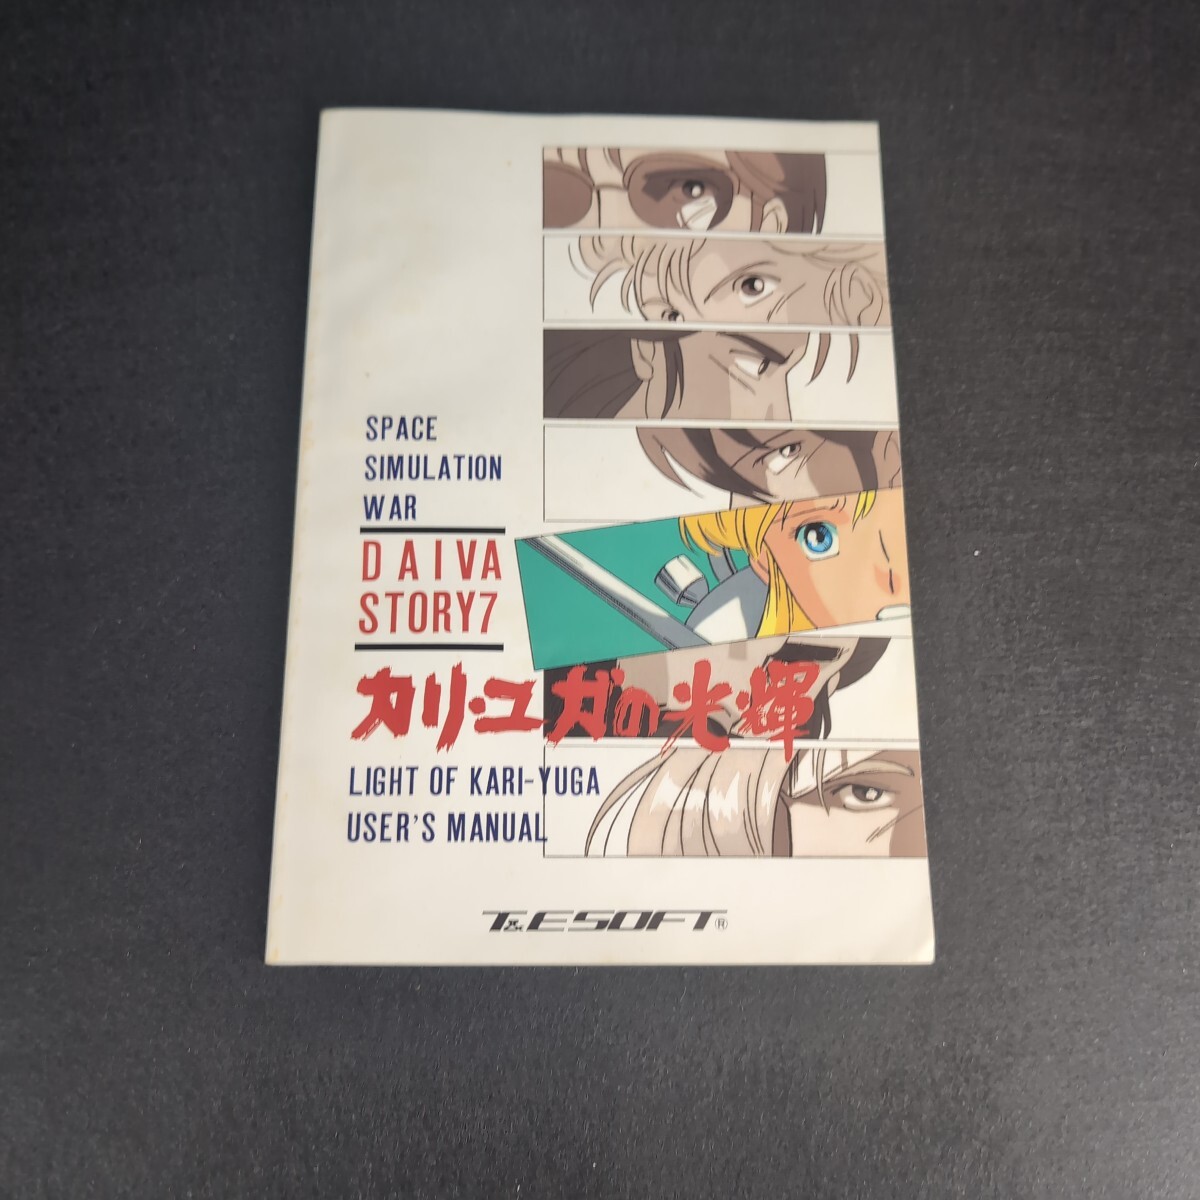 SPACE
SIMULATION
WAR
DAIVA
STORY7
カリ・ユガの光輝
LIGHT OF KARI-YUGA
USER'S MANUAL
T&ESOFT®